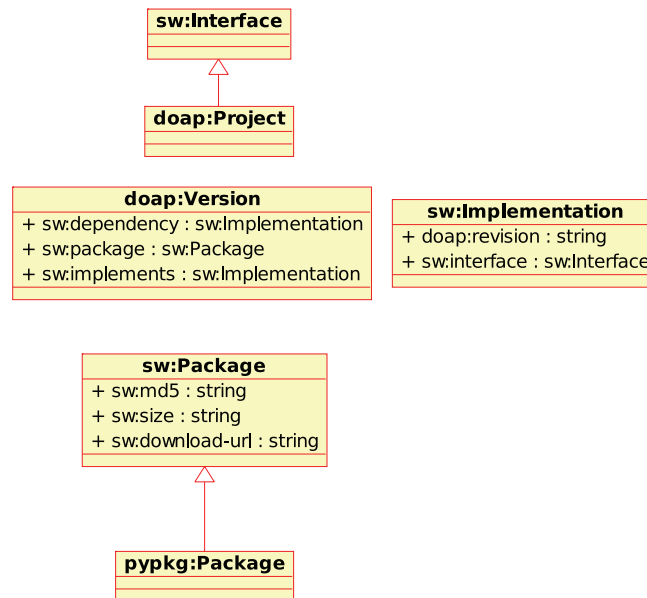 sw:Interface
doap:Project
doap:Version
+ sw:dependency : sw:Implementation
+ sw:package : sw:Package
+ sw:implements : sw:Implementation
sw:Implementation
+ doap:revision : string
+ sw:interface : sw:Interface
sw:Package
+ sw:md5 : string
+ sw:size : string
+ sw:download-url : string
pypkg:Package